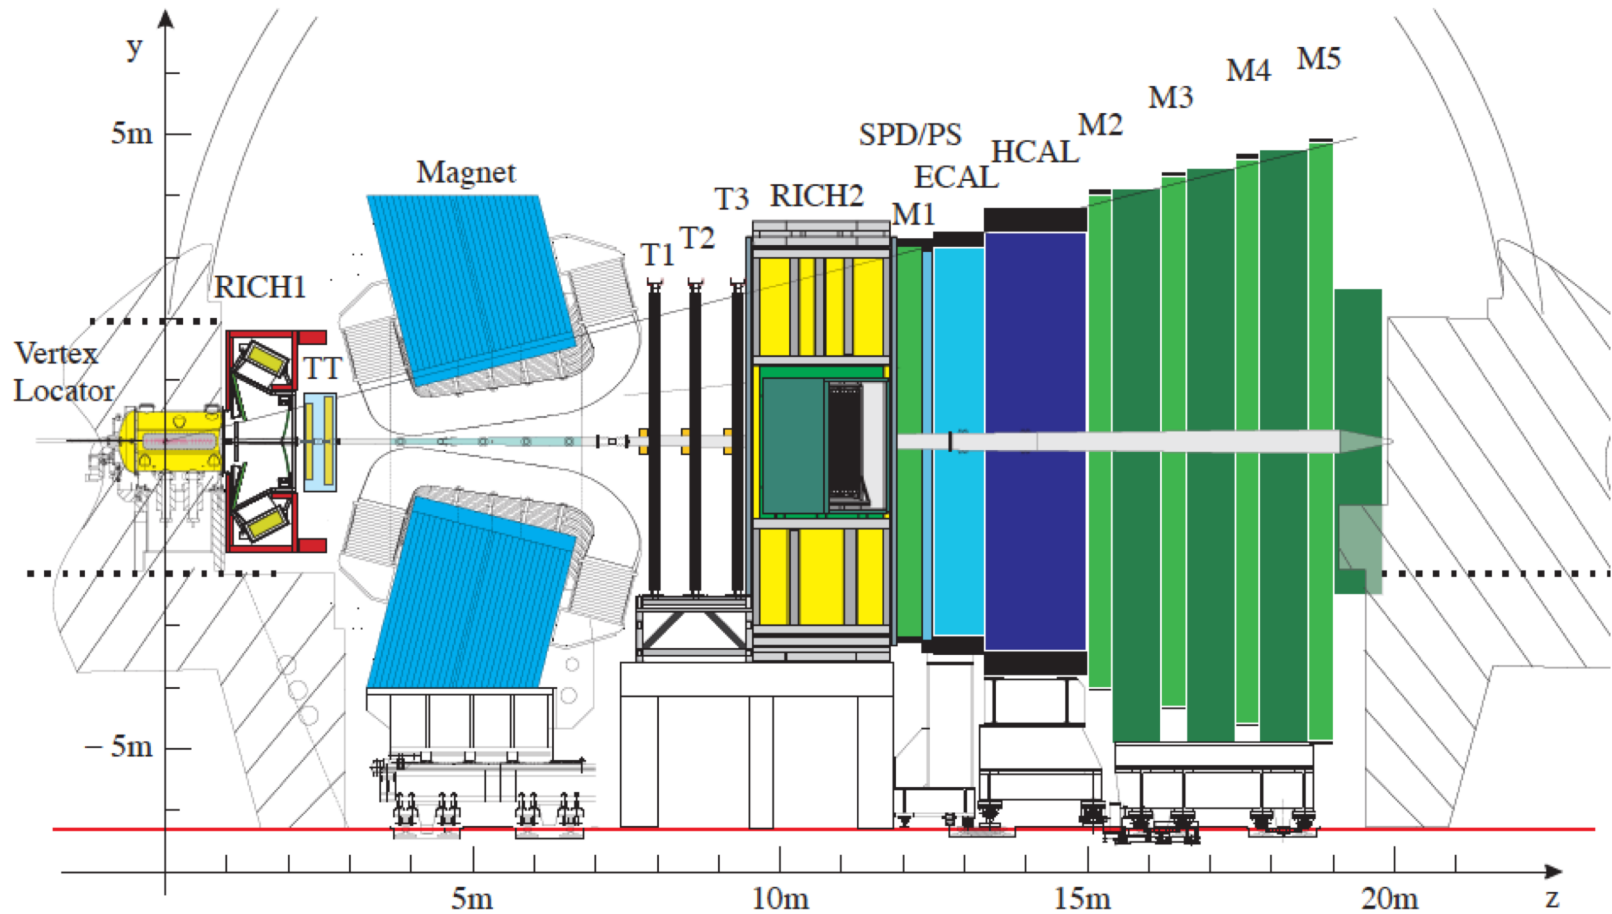 y
5m
M5
M4
M3
M2
SPD/PS
HCAL
ECAL
Magnet
T3
RICH2
M1
T2
T1
RICH1
TT
Vertex
Locator
− 5m
5m
10m
15m
20m
z